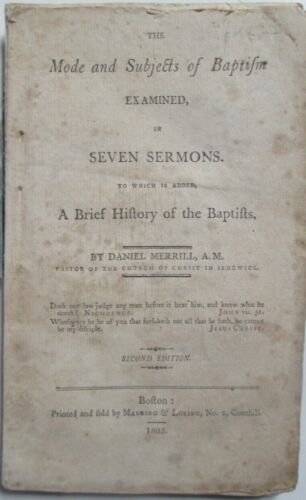 THE
Mode and Subjects of Baptiſm
EXAMINED,
IN
SEVEN SERMONS.
TO WHICH IS ADDED,
A Brief Hiſtory of the Baptiſts.
BY DANIEL MERRILL, A.M.
PASTOR OF THE CHURCH OF CHRIST IN SEDGWICK.
Doth our law judge any man before it hear him, and know what he
doeth? NICODEMUS. JOHN vii. 51.
Whoſoever he be of you that forſaketh not all that he hath, he cannot
be my diſciple. JESUS CHRIST.
SECOND EDITION.
Boſton:
Printed and ſold by MANNING & LORING, No. 2, Cornhill.